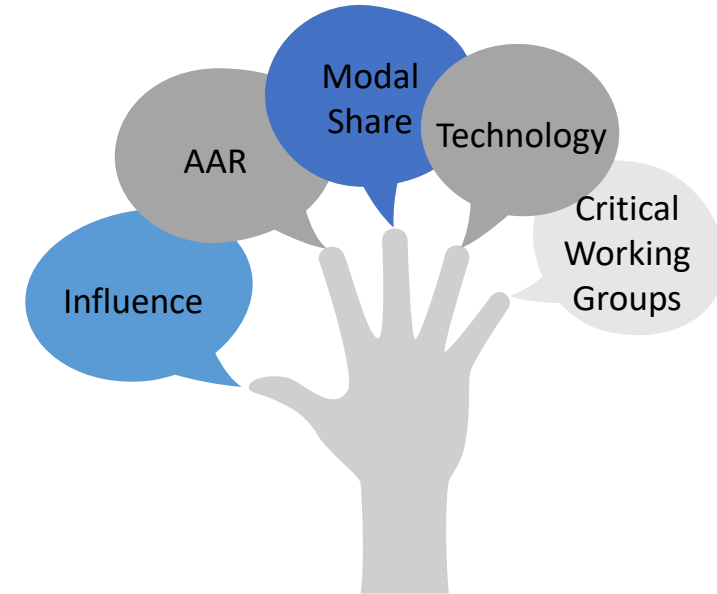 Influence
AAR
Modal
Share
Technology
Critical
Working
Groups